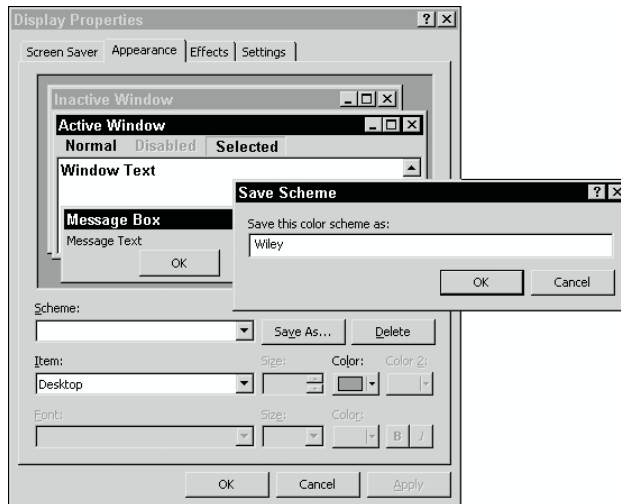 Display Properties
Screen Saver Appearance Effects Settings
Inactive Window
Active Window
Normal Disabled Selected
Window Text
Message Box
Message Text
OK
Save Scheme
Save this color scheme as:
Wiley
OK Cancel
Scheme:
Save As... Delete
Item: Size: Color: Color 2:
Desktop
Font: Size: Color:
B I
OK Cancel Apply